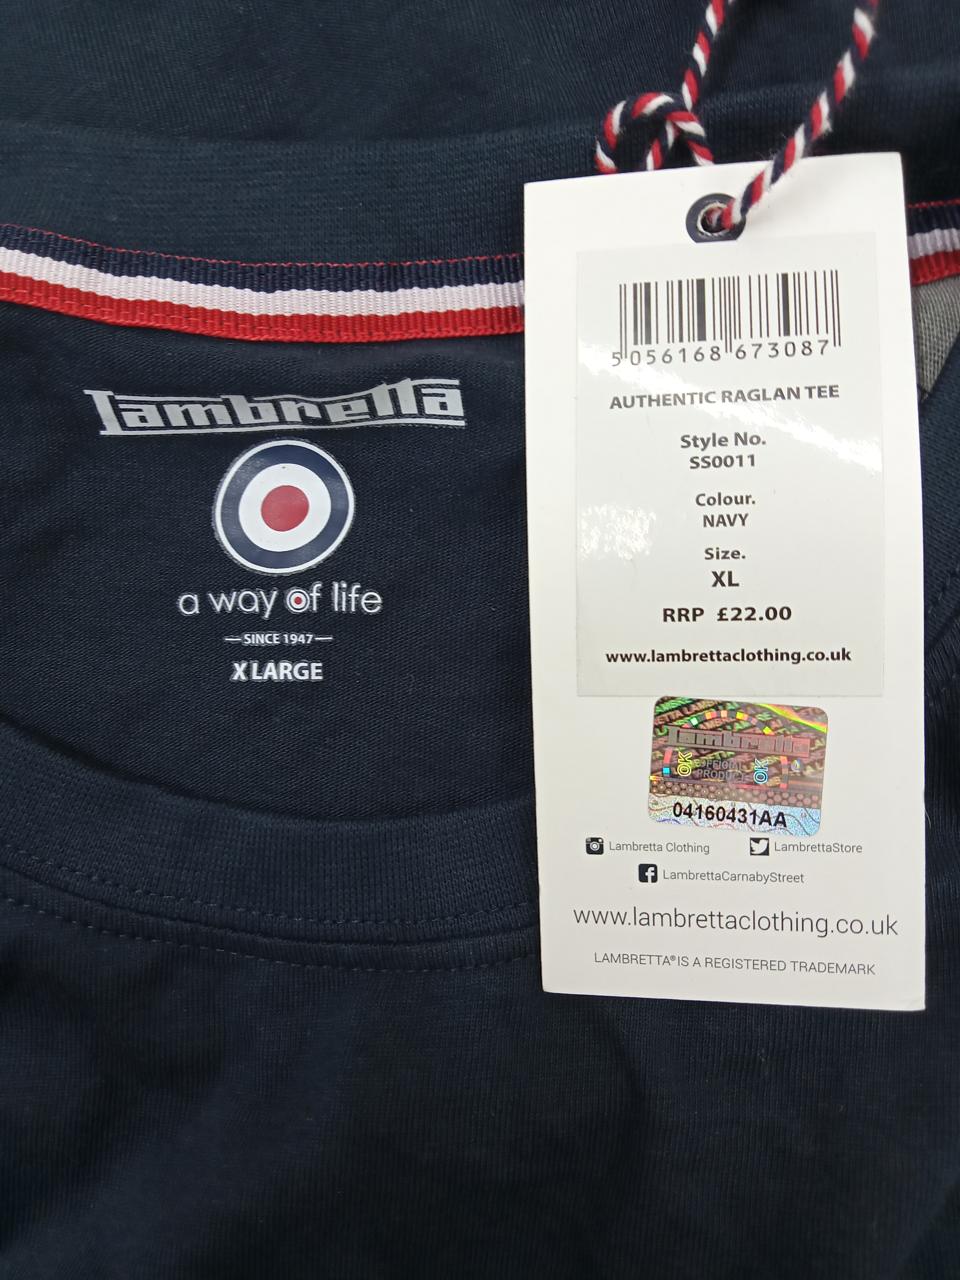 Lambretta
a way of life
SINCE 1947
X LARGE
5 056168 673087
AUTHENTIC RAGLAN TEE
Style No.
SS0011
Colour.
NAVY
Size.
XL
RRP £22.00
www.lambrettaclothing.co.uk
Lambretta
OK OFFICIAL OK
PRODUCT
04160431AA
Lambretta Clothing LambrettaStore
LambrettaCarnabyStreet
www.lambrettaclothing.co.uk
LAMBRETTA® IS A REGISTERED TRADEMARK